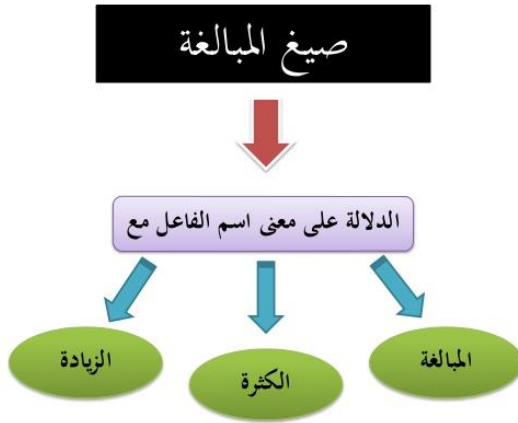 صيغ المبالغة
الدلالة على معنى اسم الفاعل مع
المبالغة
الكثرة
الزيادة